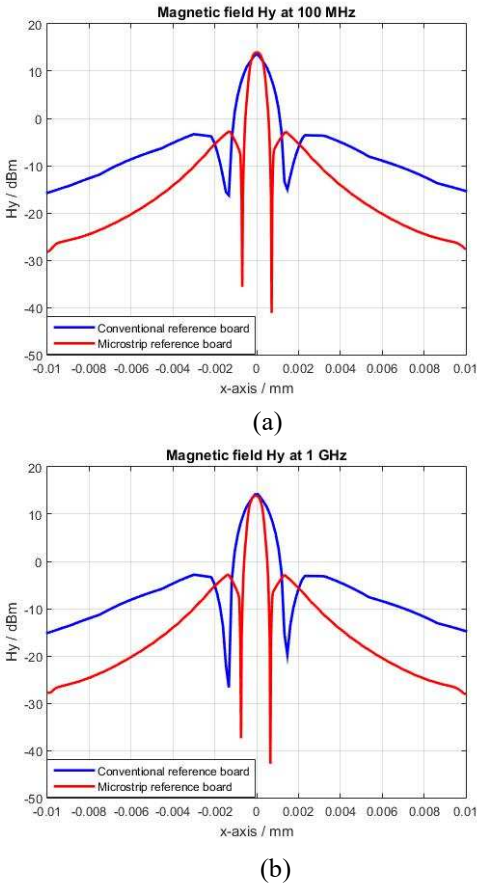 Magnetic field Hy at 100 MHz
20
10
0
-10
-20
-30
-40
-50
Hy / dBm
Conventional reference board
Microstrip reference board
-0.01 -0.008 -0.006 -0.004 -0.002 0 0.002 0.004 0.006 0.008 0.01
x-axis / mm
(a)
Magnetic field Hy at 1 GHz
20
10
0
-10
-20
-30
-40
-50
Hy / dBm
Conventional reference board
Microstrip reference board
-0.01 -0.008 -0.006 -0.004 -0.002 0 0.002 0.004 0.006 0.008 0.01
x-axis / mm
(b)